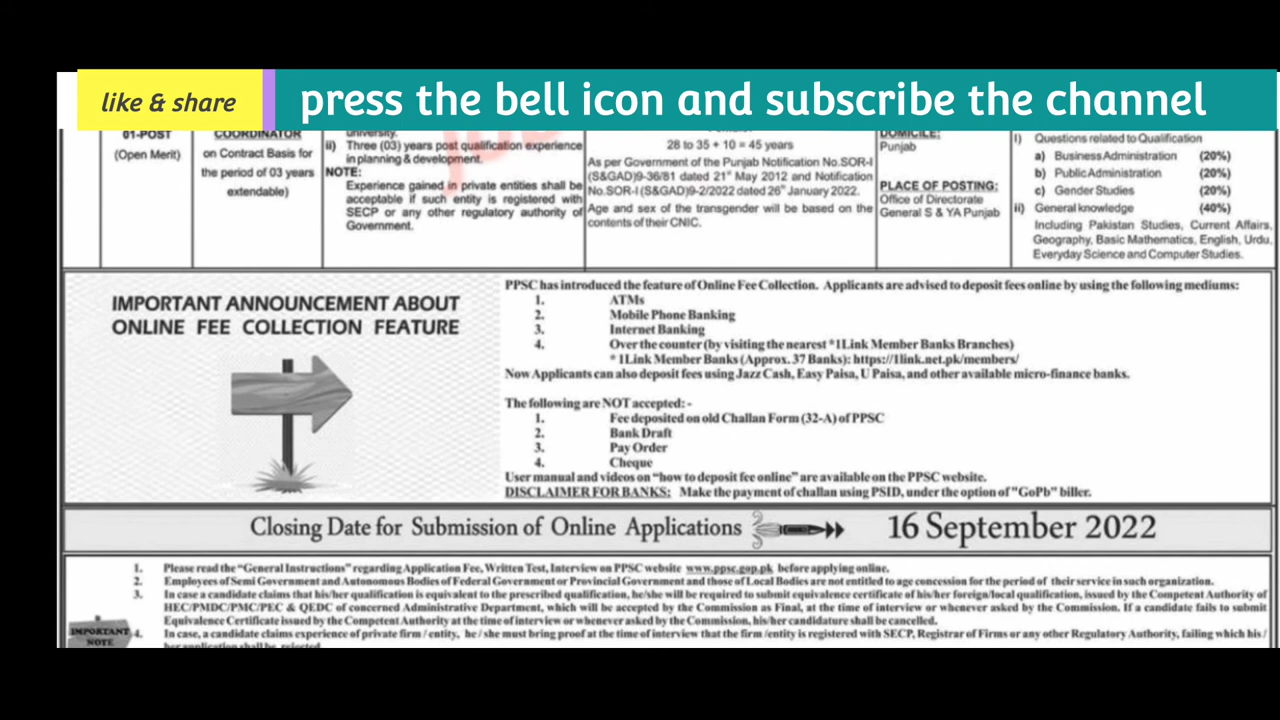 like & share
press the bell icon and subscribe the channel
01-POST
(Open Merit)
COORDINATOR
on Contract Basis for
the period of 03 years
extendable)
university.
ii) Three (03) years post qualification experience
in planning & development.
NOTE:
Experience gained in private entities shall be
acceptable if such entity is registered with
SECP or any other regulatory authority of
Government.
28 to 35 + 10 = 45 years
As per Government of the Punjab Notification No.SOR-I
(S&GAD)9-36/81 dated 21st May 2012 and Notification
No.SOR-I (S&GAD)9-2/2022 dated 26th January 2022.
Age and sex of the transgender will be based on the
contents of their CNIC.
DOMICILE:
Punjab
PLACE OF POSTING:
Office of Directorate
General S & YA Punjab
i) Questions related to Qualification
a) Business Administration (20%)
b) Public Administration (20%)
c) Gender Studies (20%)
ii) General knowledge (40%)
Including Pakistan Studies, Current Affairs,
Geography, Basic Mathematics, English, Urdu,
Everyday Science and Computer Studies.
IMPORTANT ANNOUNCEMENT ABOUT
ONLINE FEE COLLECTION FEATURE
PPSC has introduced the feature of Online Fee Collection. Applicants are advised to deposit fees online by using the following mediums:
1. ATMs
2. Mobile Phone Banking
3. Internet Banking
4. Over the counter (by visiting the nearest *1Link Member Banks Branches)
* 1Link Member Banks (Approx. 37 Banks): https://1link.net.pk/members/
Now Applicants can also deposit fees using Jazz Cash, Easy Paisa, U Paisa, and other available micro-finance banks.
The following are NOT accepted: -
1. Fee deposited on old Challan Form (32-A) of PPSC
2. Bank Draft
3. Pay Order
4. Cheque
User manual and videos on "how to deposit fee online" are available on the PPSC website.
DISCLAIMER FOR BANKS: Make the payment of challan using PSID, under the option of "GoPb" biller.
Closing Date for Submission of Online Applications 16 September 2022
IMPORTANT
NOTE
1. Please read the "General Instructions" regarding Application Fee, Written Test, Interview on PPSC website www.ppsc.gop.pk before applying online.
2. Employees of Semi Government and Autonomous Bodies of Federal Government or Provincial Government and those of Local Bodies are not entitled to age concession for the period of their service in such organization.
3. In case a candidate claims that his/her qualification is equivalent to the prescribed qualification, he/she will be required to submit equivalence certificate of his/her foreign/local qualification, issued by the Competent Authority of
HEC/PMDC/PMC/PEC & QEDC of concerned Administrative Department, which will be accepted by the Commission as Final, at the time of interview or whenever asked by the Commission. If a candidate fails to submit
Equivalence Certificate issued by the Competent Authority at the time of interview or whenever asked by the Commission, his/her candidature shall be cancelled.
4. In case, a candidate claims experience of private firm / entity, he / she must bring proof at the time of interview that the firm /entity is registered with SECP, Registrar of Firms or any other Regulatory Authority, failing which his /
her application shall be rejected